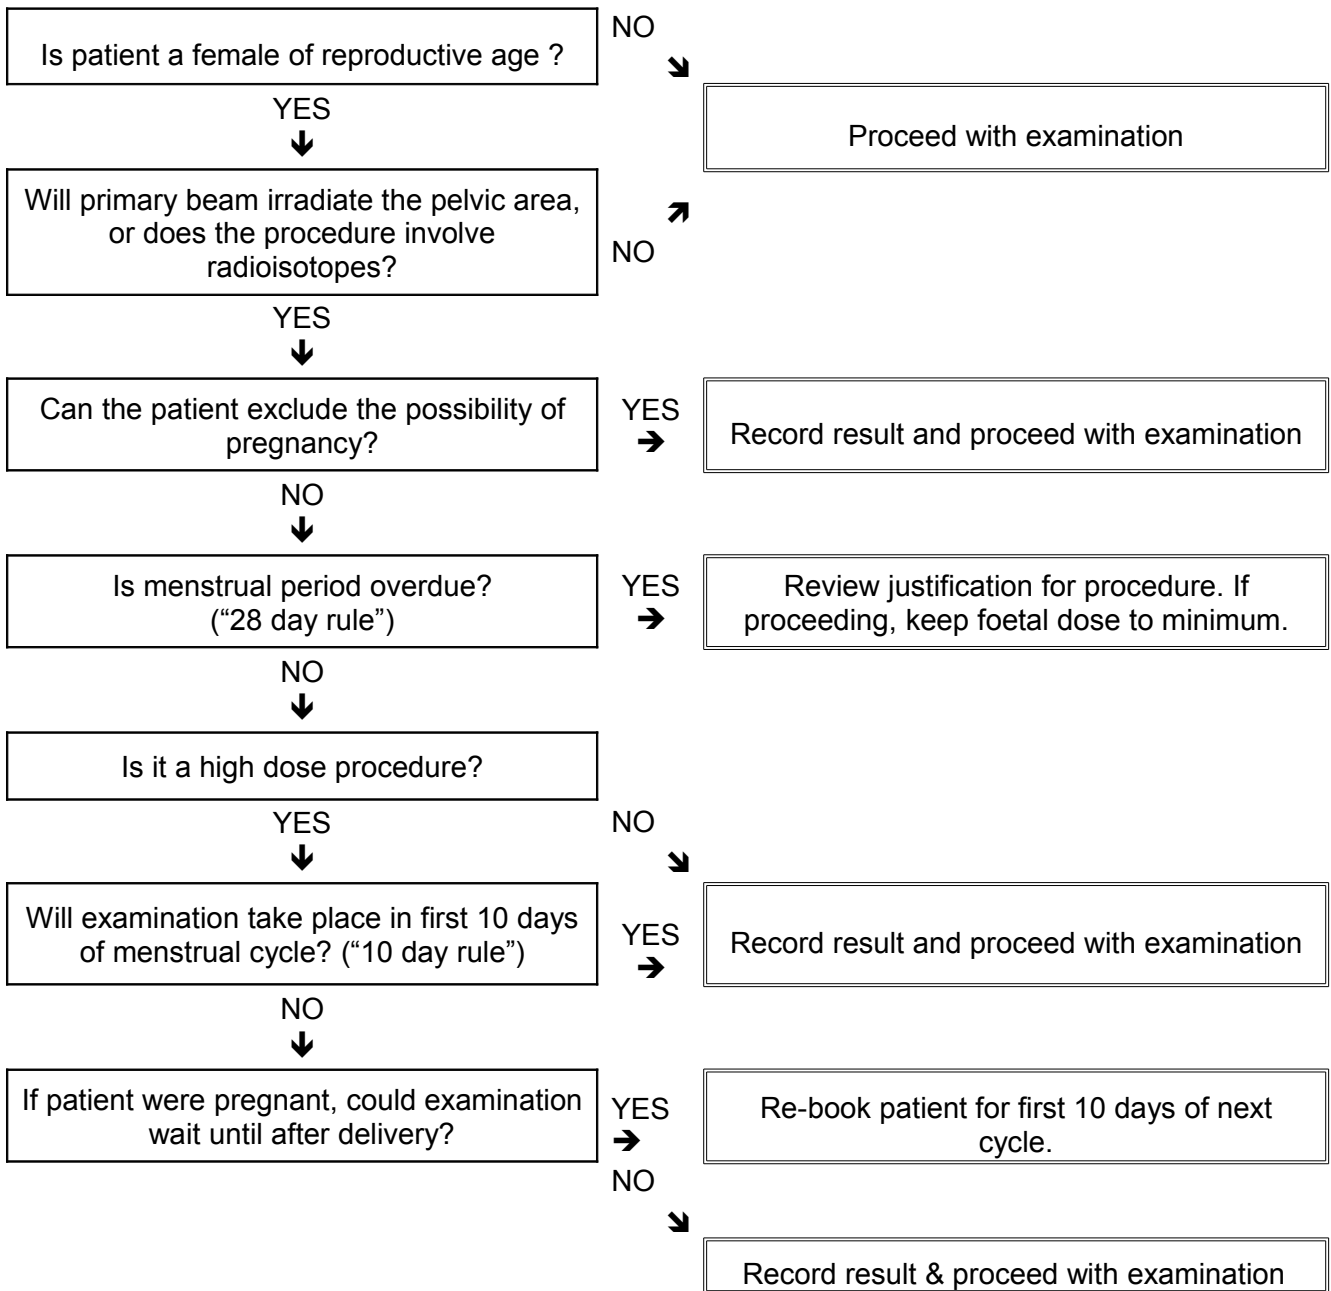 NO
Is patient a female of reproductive age ?
YES
Proceed with examination
Will primary beam irradiate the pelvic area,
or does the procedure involve
radioisotopes?
NO
YES
Can the patient exclude the possibility of
pregnancy?
YES
Record result and proceed with examination
NO
Is menstrual period overdue?
(“28 day rule”)
YES
Review justification for procedure. If
proceeding, keep foetal dose to minimum.
NO
Is it a high dose procedure?
YES
NO
Will examination take place in first 10 days
of menstrual cycle? (“10 day rule”)
YES
Record result and proceed with examination
NO
If patient were pregnant, could examination
wait until after delivery?
YES
Re-book patient for first 10 days of next
cycle.
NO
Record result & proceed with examination